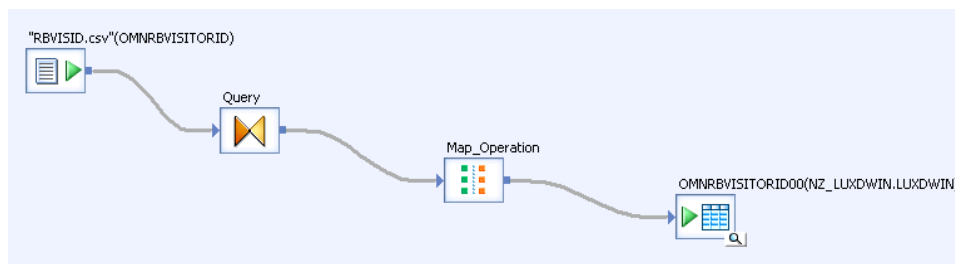 "RBVISID.csv"(OMNRBVISITORID)
Query
Map_Operation
OMNRBVISITORID00(NZ_LUXDWIN.LUXDWIN)